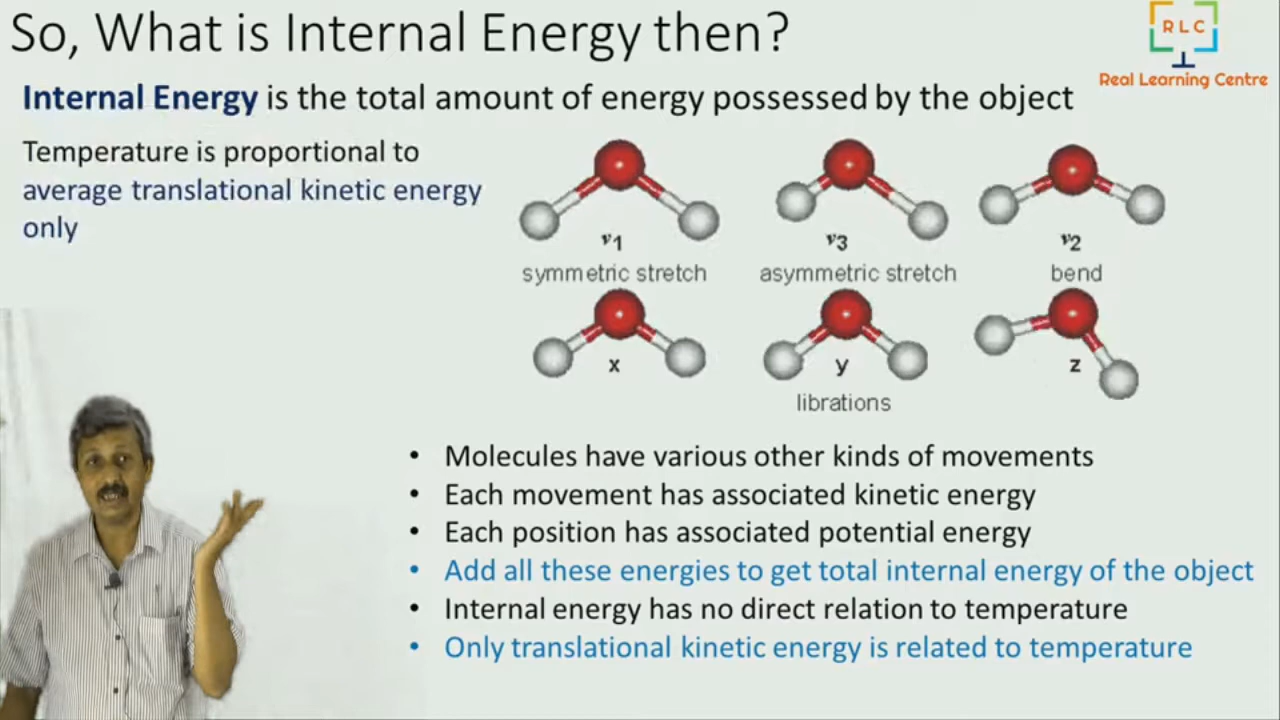 So, What is Internal Energy then?
RLC
Real Learning Centre
Internal Energy is the total amount of energy possessed by the object
Temperature is proportional to
average translational kinetic energy
only
ν1
ν3
ν2
symmetric stretch
asymmetric stretch
bend
x
y
z
librations
• Molecules have various other kinds of movements
• Each movement has associated kinetic energy
• Each position has associated potential energy
• Add all these energies to get total internal energy of the object
• Internal energy has no direct relation to temperature
• Only translational kinetic energy is related to temperature